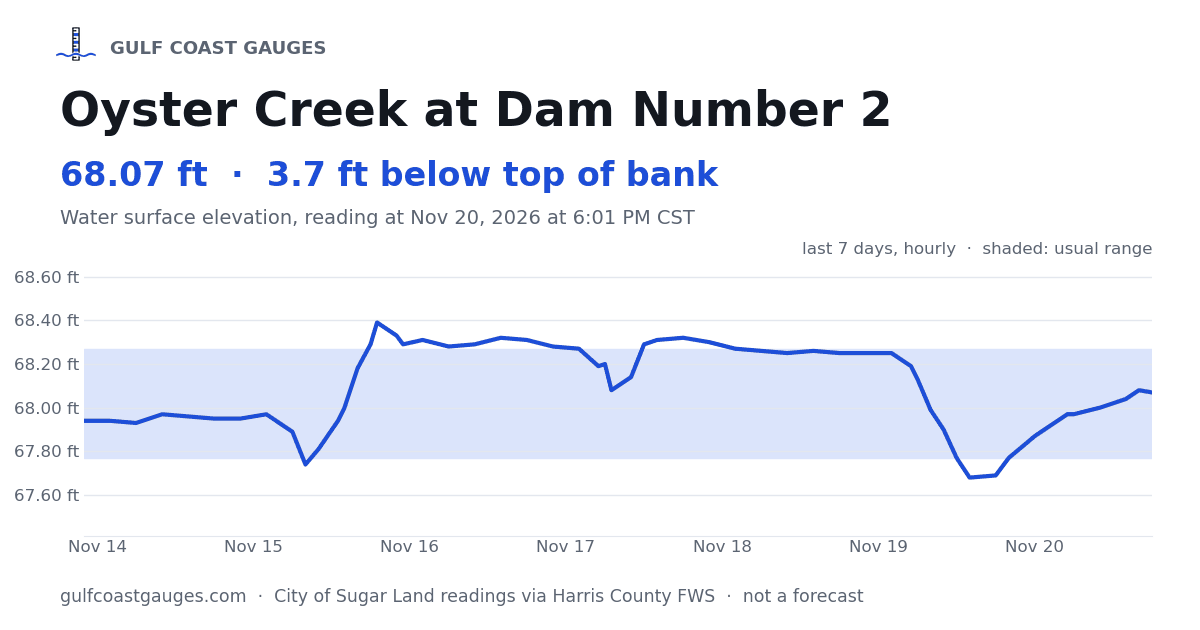 GULF COAST GAUGES
Oyster Creek at Dam Number 2
68.07 ft · 3.7 ft below top of bank
Water surface elevation, reading at Nov 20, 2026 at 6:01 PM CST
last 7 days, hourly · shaded: usual range
68.60 ft
68.40 ft
68.20 ft
68.00 ft
67.80 ft
67.60 ft
Nov 14 Nov 15 Nov 16 Nov 17 Nov 18 Nov 19 Nov 20
gulfcoastgauges.com · City of Sugar Land readings via Harris County FWS · not a forecast